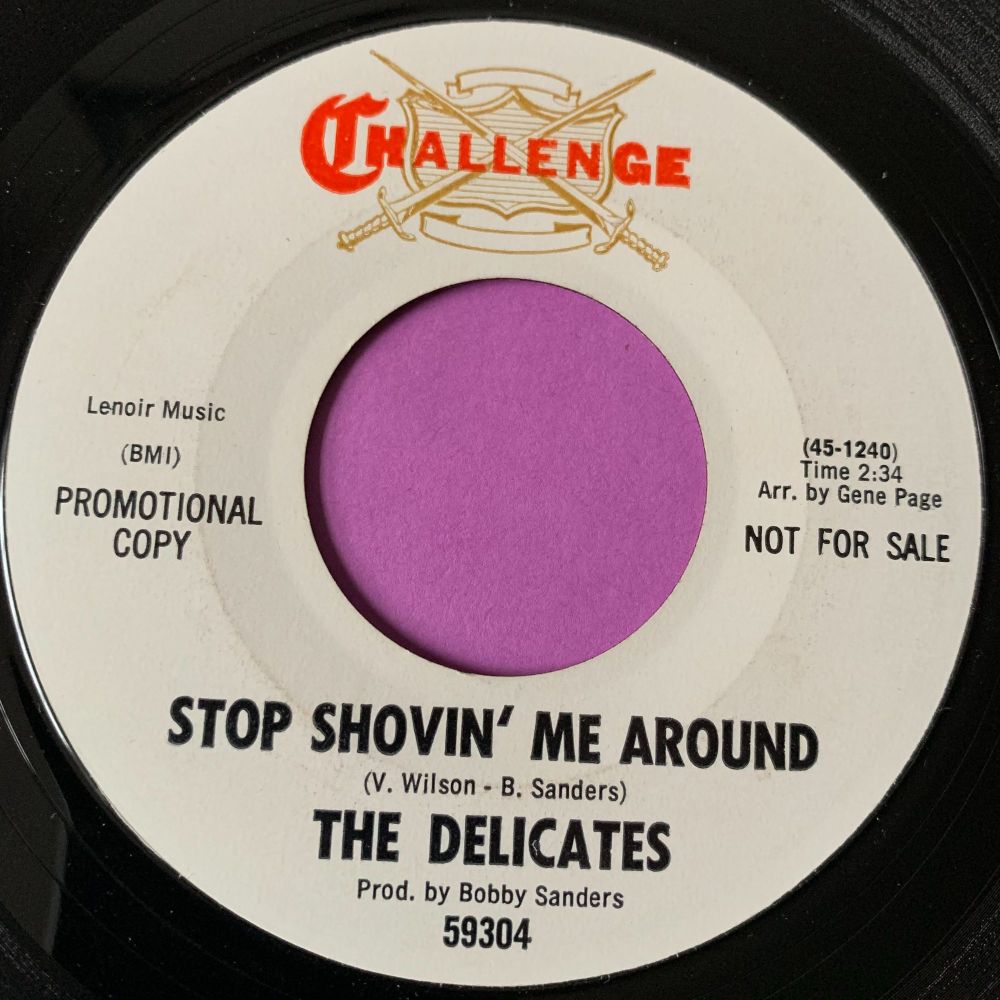 CHALLENGE
Lenoir Music
(BMI)
PROMOTIONAL
COPY
(45-1240)
Time 2:34
Arr. by Gene Page
NOT FOR SALE
STOP SHOVIN' ME AROUND
(V. Wilson - B. Sanders)
THE DELICATES
Prod. by Bobby Sanders
59304